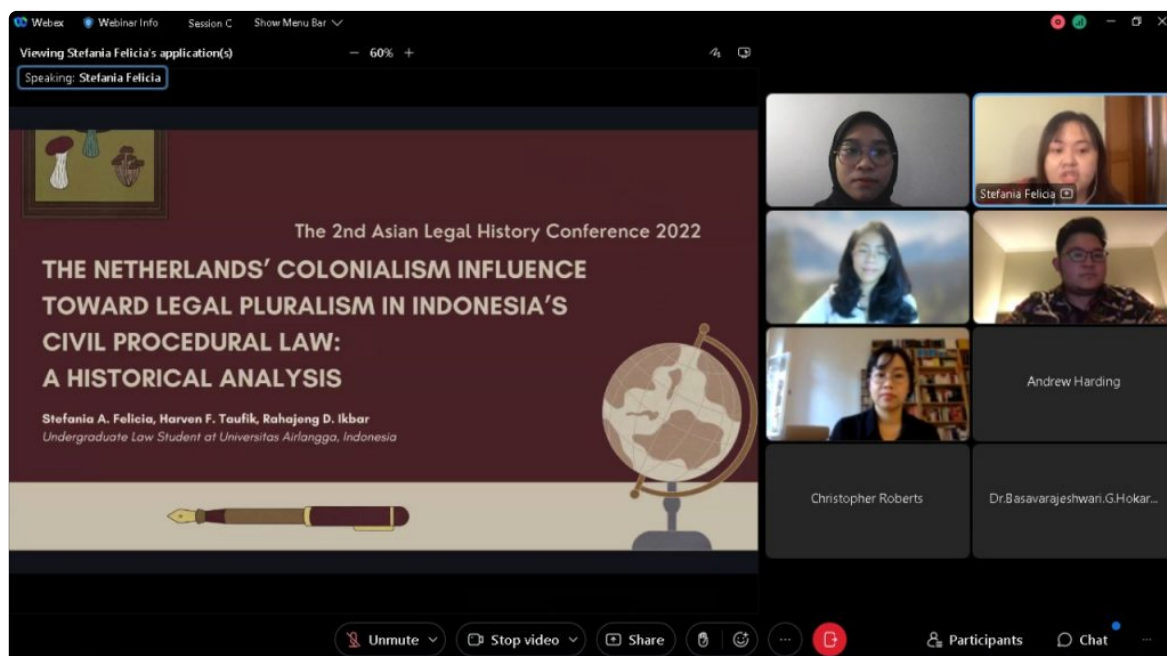 Webex Webinar Info Session C Show Menu Bar
Viewing Stefania Felicia's application(s) − 60% +
Speaking: Stefania Felicia
The 2nd Asian Legal History Conference 2022
THE NETHERLANDS' COLONIALISM INFLUENCE
TOWARD LEGAL PLURALISM IN INDONESIA'S
CIVIL PROCEDURAL LAW:
A HISTORICAL ANALYSIS
Stefania A. Felicia, Harven F. Taufik, Rahajeng D. Ikbar
Undergraduate Law Student at Universitas Airlangga, Indonesia
Stefania Felicia
Andrew Harding
Christopher Roberts
Dr.Basavarajeshwari.G.Hokar...
Unmute Stop video Share ... Participants Chat ...